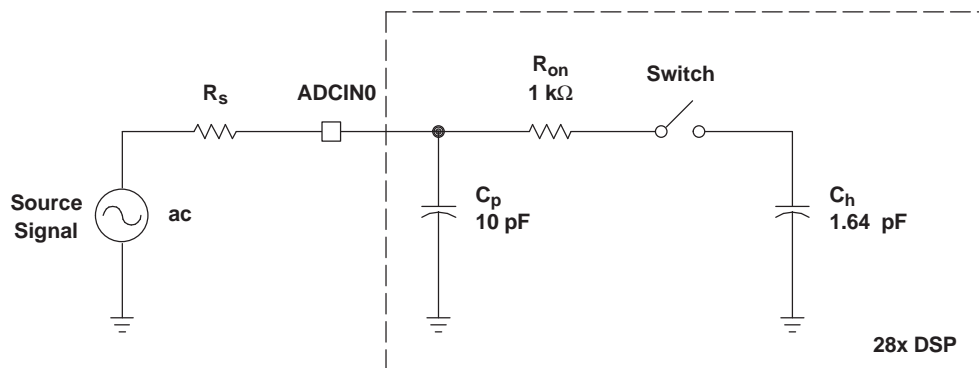 Rs
ADCIN0
Ron
1 kΩ
Switch
Source
Signal
ac
Cp
10 pF
Ch
1.64 pF
28x DSP